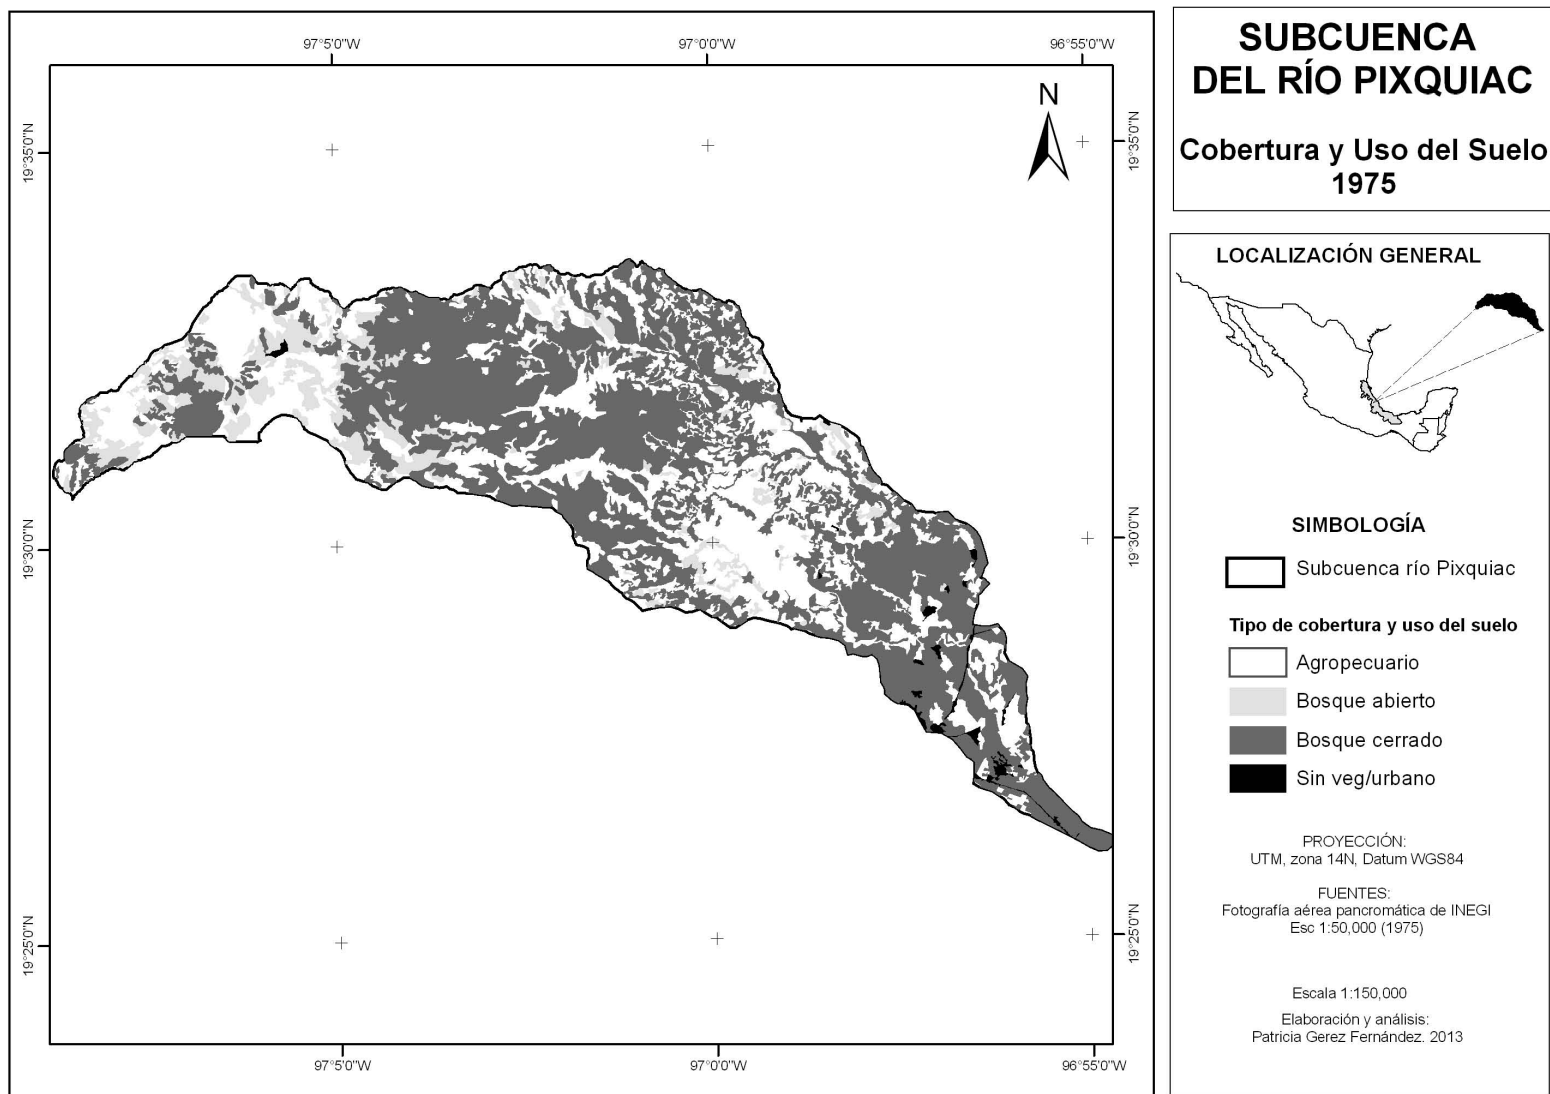 97°5'0"W
97°0'0"W
96°55'0"W
19°35'0"N
19°35'0"N
N
19°30'0"N
19°30'0"N
19°25'0"N
19°25'0"N
97°5'0"W
97°0'0"W
96°55'0"W
SUBCUENCA
DEL RÍO PIXQUIAC
Cobertura y Uso del Suelo
1975
LOCALIZACIÓN GENERAL
SIMBOLOGÍA
Subcuenca río Pixquiac
Tipo de cobertura y uso del suelo
Agropecuario
Bosque abierto
Bosque cerrado
Sin veg/urbano
PROYECCIÓN:
UTM, zona 14N, Datum WGS84
FUENTES:
Fotografía aérea pancromática de INEGI
Esc 1:50,000 (1975)
Escala 1:150,000
Elaboración y análisis:
Patricia Gerez Fernández. 2013